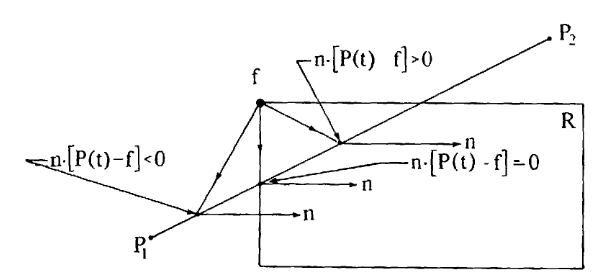 P₂
n·[P(t) f]>0
f
R
n
n·[P(t)-f]<0
n·[P(t) -f]=0
n
n
P₁